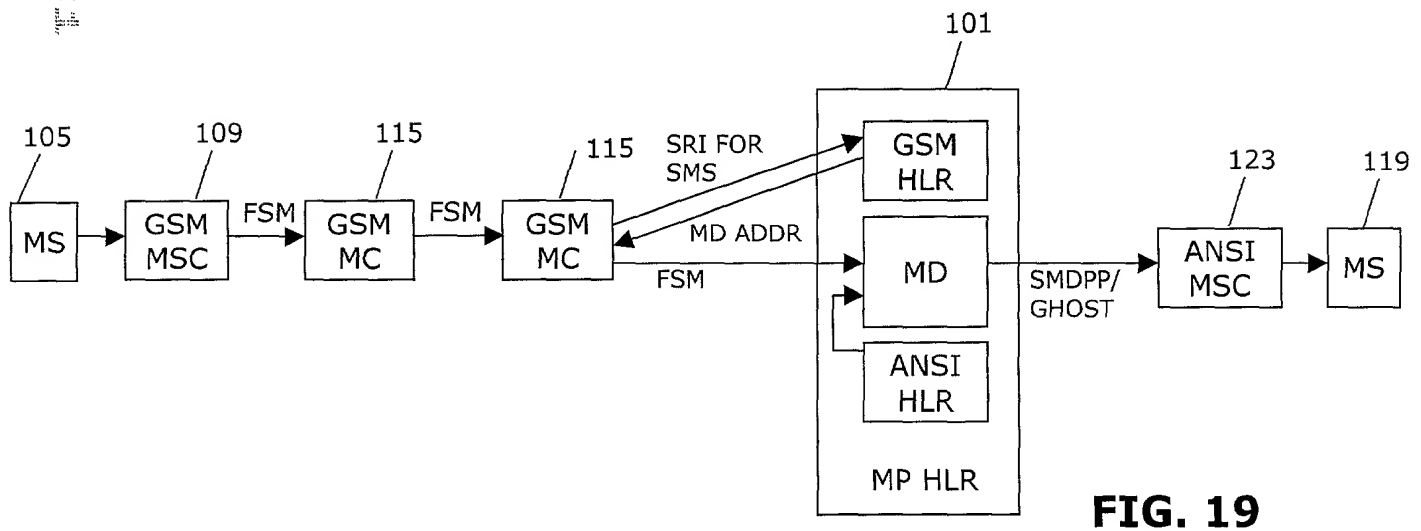 101
105
109
115
115
123
119
MS
GSM
MSC
FSM
GSM
MC
FSM
GSM
MC
SRI FOR
SMS
MD ADDR
FSM
GSM
HLR
MD
ANSI
HLR
MP HLR
SMDPP/
GHOST
ANSI
MSC
MS
FIG. 19